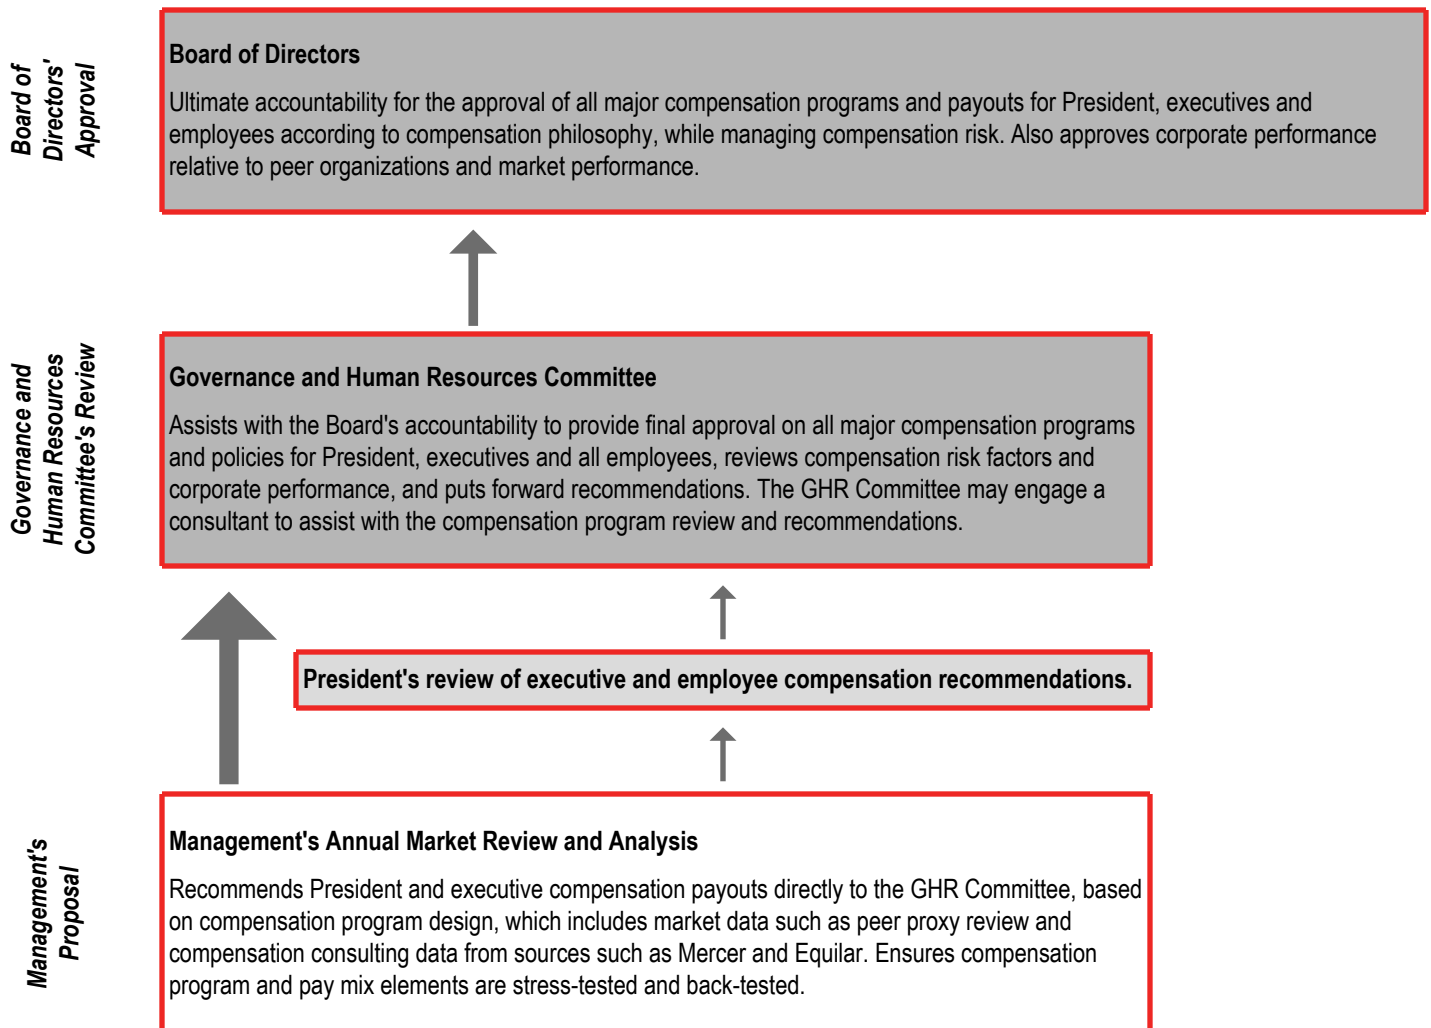 Board of
Directors'
Approval
Board of Directors
Ultimate accountability for the approval of all major compensation programs and payouts for President, executives and
employees according to compensation philosophy, while managing compensation risk. Also approves corporate performance
relative to peer organizations and market performance.
Governance and
Human Resources
Committee's Review
Governance and Human Resources Committee
Assists with the Board's accountability to provide final approval on all major compensation programs
and policies for President, executives and all employees, reviews compensation risk factors and
corporate performance, and puts forward recommendations. The GHR Committee may engage a
consultant to assist with the compensation program review and recommendations.
President's review of executive and employee compensation recommendations.
Management's
Proposal
Management's Annual Market Review and Analysis
Recommends President and executive compensation payouts directly to the GHR Committee, based
on compensation program design, which includes market data such as peer proxy review and
compensation consulting data from sources such as Mercer and Equilar. Ensures compensation
program and pay mix elements are stress-tested and back-tested.